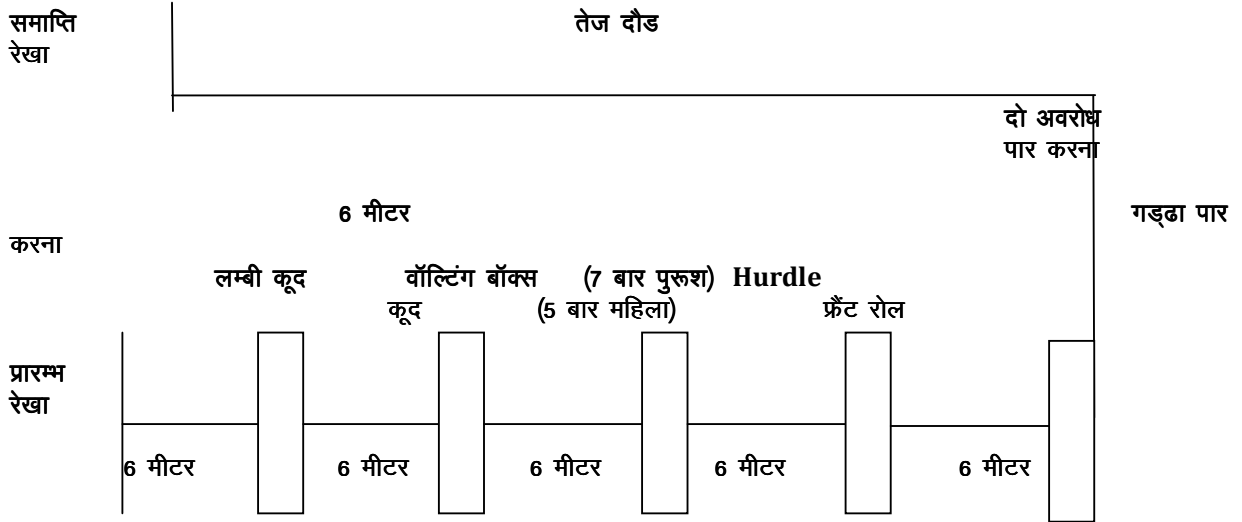 समाप्ति तेज दौड
रेखा
दो अवरोध
पार करना
6 मीटर गड्ढा पार
करना
लम्बी कूद वॉल्टिंग बॉक्स (7 बार पुरूश) Hurdle
कूद (5 बार महिला) फ्रैंट रोल
प्रारम्भ
रेखा
6 मीटर 6 मीटर 6 मीटर 6 मीटर 6 मीटर